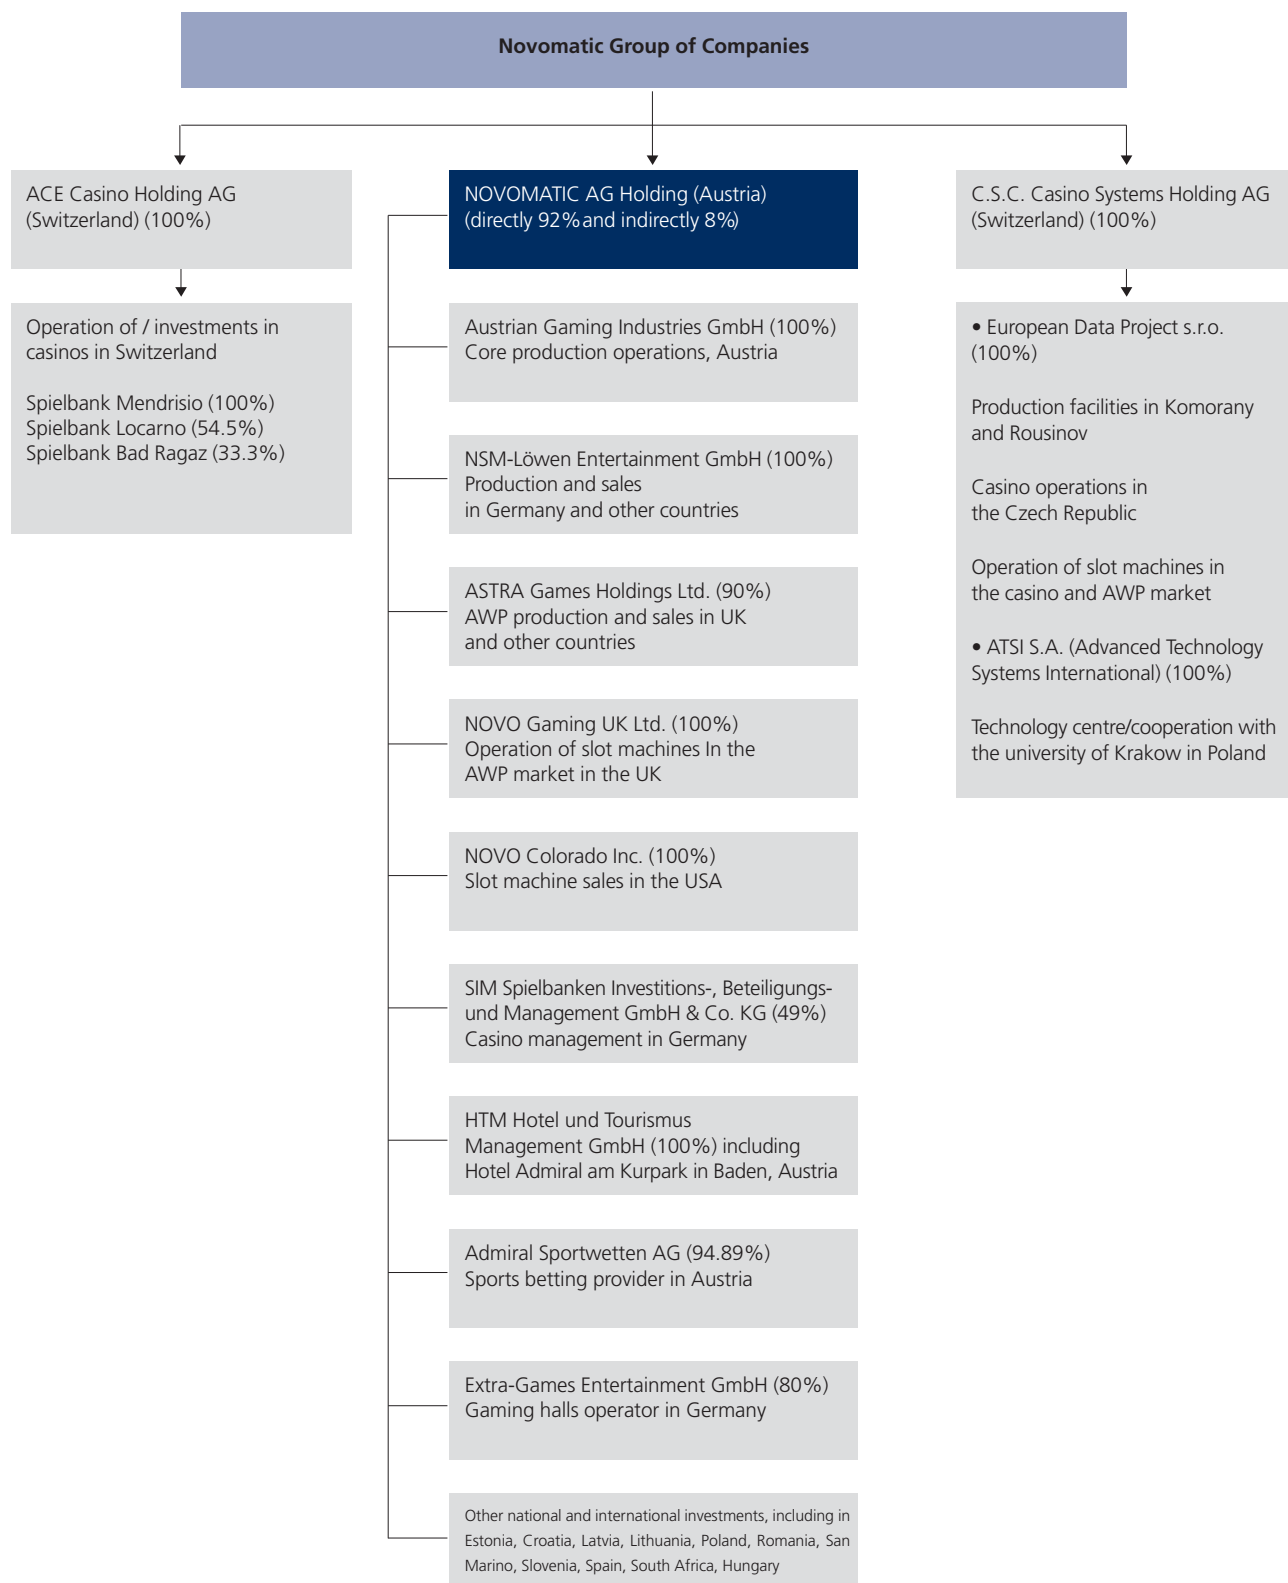 Novomatic Group of Companies
ACE Casino Holding AG
(Switzerland) (100%)
Operation of / investments in
casinos in Switzerland
Spielbank Mendrisio (100%)
Spielbank Locarno (54.5%)
Spielbank Bad Ragaz (33.3%)
NOVOMATIC AG Holding (Austria)
(directly 92% and indirectly 8%)
Austrian Gaming Industries GmbH (100%)
Core production operations, Austria
NSM-Löwen Entertainment GmbH (100%)
Production and sales
in Germany and other countries
ASTRA Games Holdings Ltd. (90%)
AWP production and sales in UK
and other countries
NOVO Gaming UK Ltd. (100%)
Operation of slot machines In the
AWP market in the UK
NOVO Colorado Inc. (100%)
Slot machine sales in the USA
SIM Spielbanken Investitions-, Beteiligungs-
und Management GmbH & Co. KG (49%)
Casino management in Germany
HTM Hotel und Tourismus
Management GmbH (100%) including
Hotel Admiral am Kurpark in Baden, Austria
Admiral Sportwetten AG (94.89%)
Sports betting provider in Austria
Extra-Games Entertainment GmbH (80%)
Gaming halls operator in Germany
Other national and international investments, including in
Estonia, Croatia, Latvia, Lithuania, Poland, Romania, San
Marino, Slovenia, Spain, South Africa, Hungary
C.S.C. Casino Systems Holding AG
(Switzerland) (100%)
• European Data Project s.r.o.
(100%)
Production facilities in Komorany
and Rousinov
Casino operations in
the Czech Republic
Operation of slot machines in
the casino and AWP market
• ATSI S.A. (Advanced Technology
Systems International) (100%)
Technology centre/cooperation with
the university of Krakow in Poland